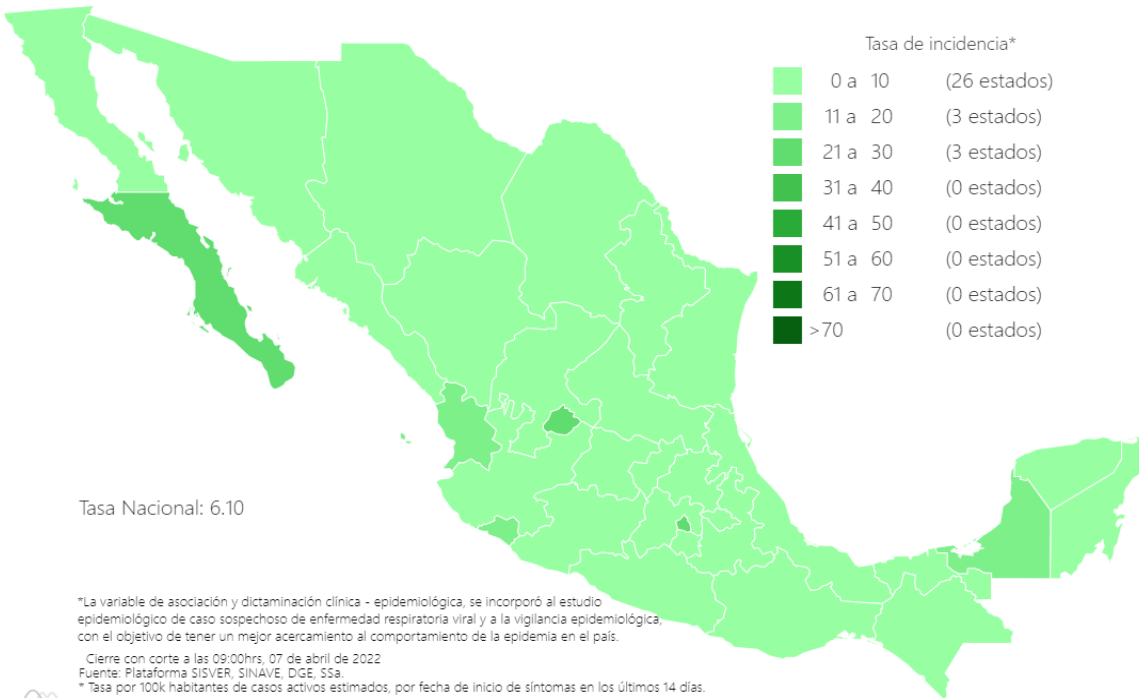 Tasa de incidencia*
0 a 10 (26 estados)
11 a 20 (3 estados)
21 a 30 (3 estados)
31 a 40 (0 estados)
41 a 50 (0 estados)
51 a 60 (0 estados)
61 a 70 (0 estados)
>70 (0 estados)
Tasa Nacional: 6.10
*La variable de asociación y dictaminación clínica - epidemiológica, se incorporó al estudio
epidemiológico de caso sospechoso de enfermedad respiratoria viral y a la vigilancia epidemiológica,
con el objetivo de tener un mejor acercamiento al comportamiento de la epidemia en el país.
Cierre con corte a las 09:00hrs, 07 de abril de 2022
Fuente: Plataforma SISVER, SINAVE, DGE, SSa.
* Tasa por 100k habitantes de casos activos estimados, por fecha de inicio de síntomas en los últimos 14 días.